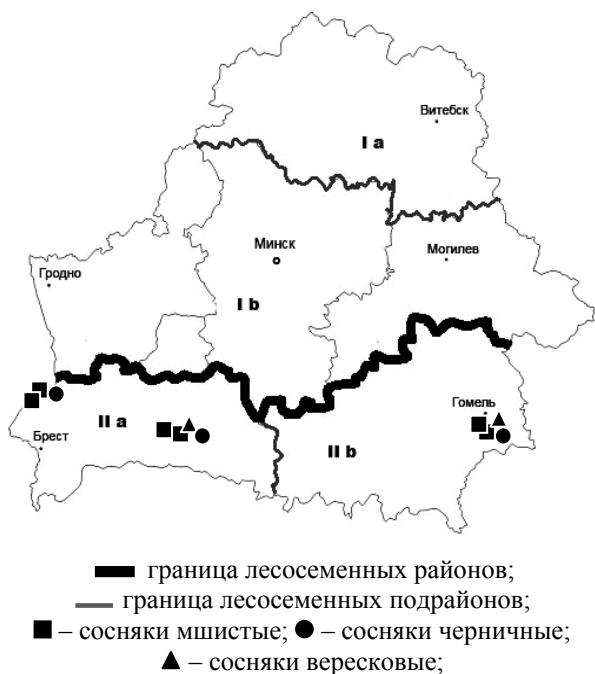 Витебск
I a
Минск
Могилев
Гродно
I b
Гомель
II a
Брест
II b
граница лесосеменных районов;
граница лесосеменных подрайонов;
– сосняки мшистые; – сосняки черничные;
– сосняки вересковые;